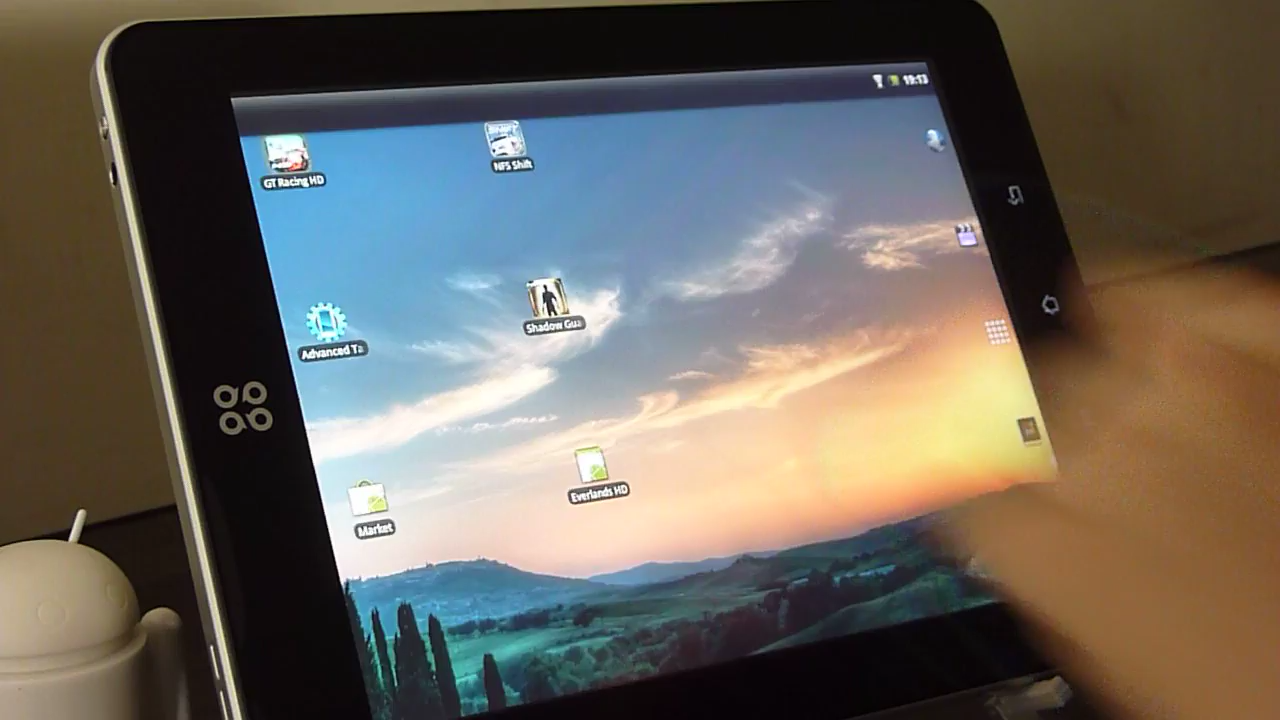 19:13
GT Racing HD
NFS Shift
Advanced Ta
Shadow Gua
Market
Everlands HD